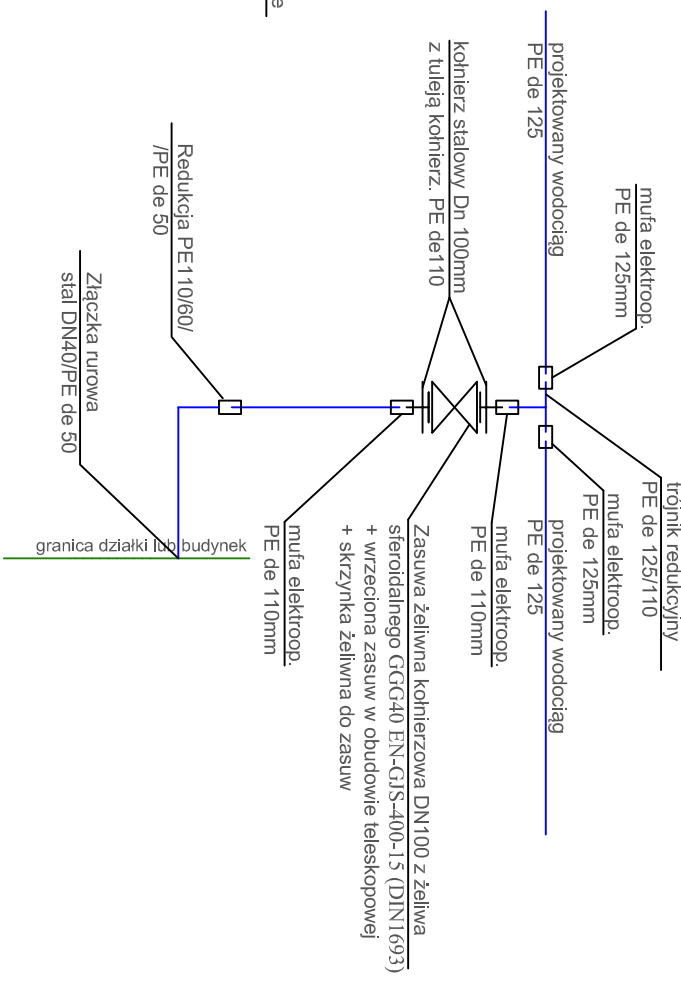 mufa elektroop.
PE de 125mm
trójnik redukcyjny
PE de 125/110
mufa elektroop.
PE de 125mm
projektowany wodociąg
PE de 125
projektowany wodociąg
PE de 125
mufa elektroop.
PE de 110mm
kołnierz stalowy Dn 100mm
z tuleją kołnierz. PE de110
Zasuwa żeliwna kołnierzowa DN100 z żeliwa
sferoidalnego GGG40 EN-GJS-400-15 (DIN1693)
+ wrzeciona zasuw w obudowie teleskopowej
+ skrzynka żeliwna do zasuw
mufa elektroop.
PE de 110mm
Redukcja PE110/60/
/PE de 50
Złączka rurowa
stal DN40/PE de 50
granica działki lub budynek